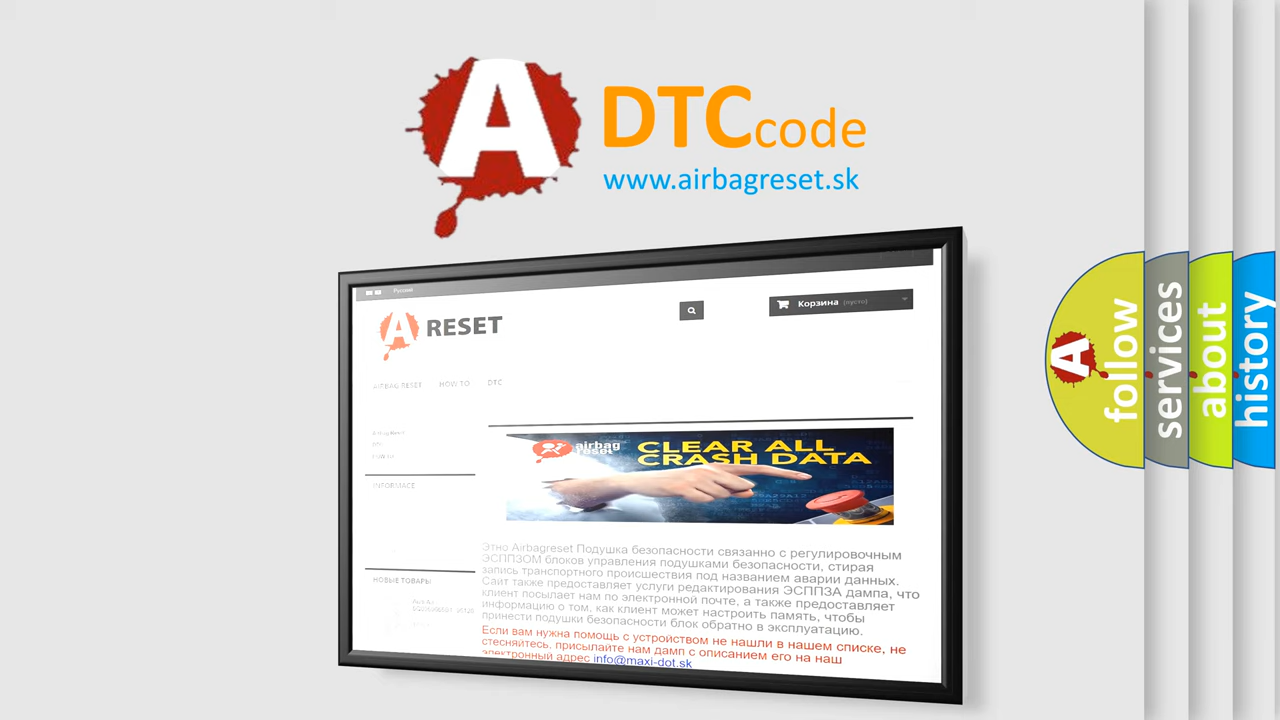 A
DTCcode
www.airbagreset.sk
Русский
A RESET
Корзина (пусто)
AIRBAG RESET HOW TO DTC
INFORMACE
НОВЫЕ ТОВАРЫ
airbag
reset
CLEAR ALL
CRASH DATA
Этно Airbagreset Подушка безопасности связанно с регулировочным
ЭСППЗОМ блоков управления подушками безопасности, стирая
запись транспортного происшествия под названием аварии данных.
Сайт также предоставляет услуги редактирования ЭСППЗА дампа, что
клиент посылает нам по электронной почте, а также предоставляет
информацию о том, как клиент может настроить память, чтобы
принести подушки безопасности блок обратно в эксплуатацию.
Если вам нужна помощь с устройством не нашли в нашем списке, не
стесняйтесь, присылайте нам дамп с описанием его на наш
электронный адрес info@maxi-dot.sk
A
follow
services
about
history